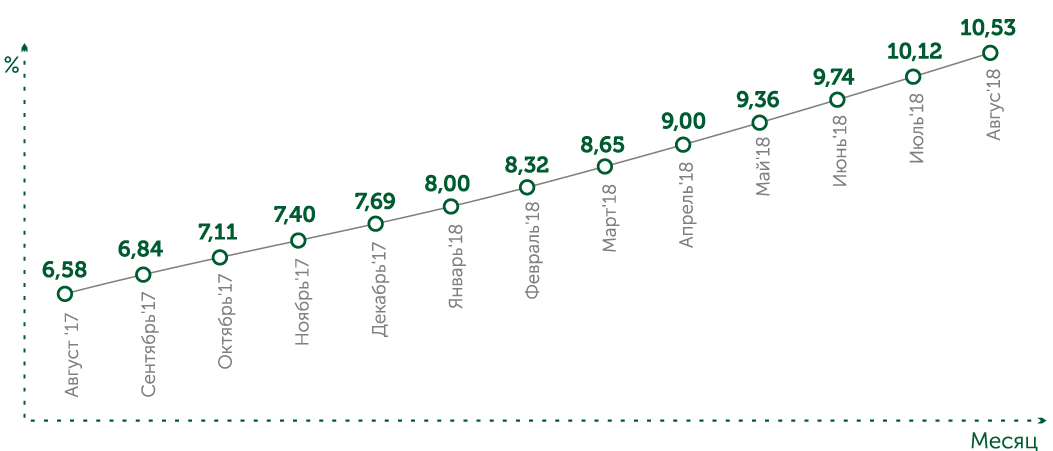 %
6,58
6,84
7,11
7,40
7,69
8,00
8,32
8,65
9,00
9,36
9,74
10,12
10,53
Август '17
Сентябрь'17
Октябрь'17
Ноябрь'17
Декабрь'17
Январь'18
Февраль'18
Март'18
Апрель'18
Май'18
Июнь'18
Июль'18
Авгус'18
Месяц